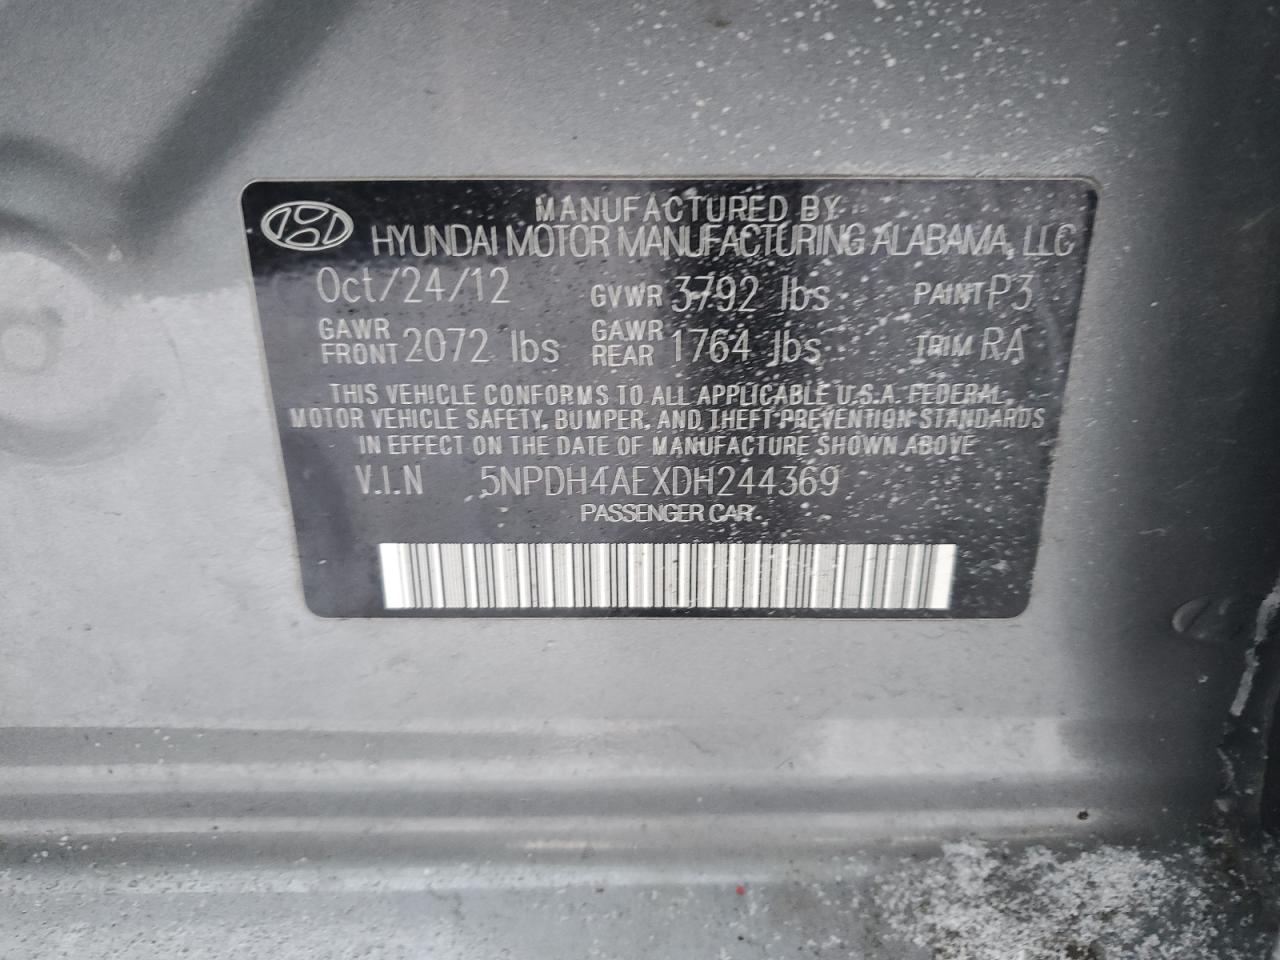 MANUFACTURED BY
HYUNDAI MOTOR MANUFACTURING ALABAMA, LLC
Oct/24/12 GVWR 3792 lbs PAINT P3
GAWR FRONT 2072 lbs GAWR REAR 1764 lbs TRIM RA
THIS VEHICLE CONFORMS TO ALL APPLICABLE U.S.A. FEDERAL
MOTOR VEHICLE SAFETY, BUMPER, AND THEFT PREVENTION STANDARDS
IN EFFECT ON THE DATE OF MANUFACTURE SHOWN ABOVE
V.I.N 5NPDH4AEXDH244369
PASSENGER CAR